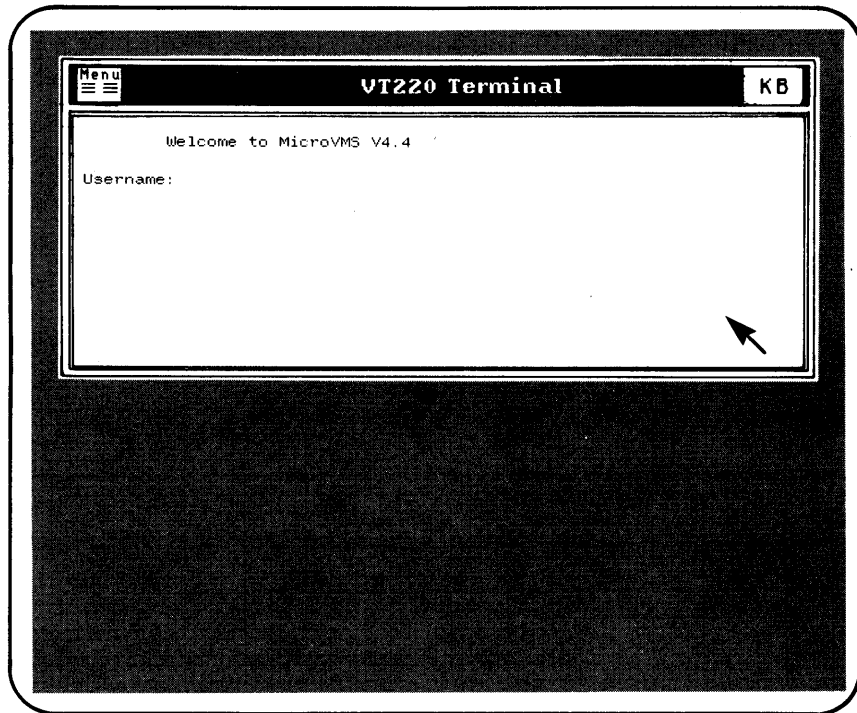 Menu
VT220 Terminal
KB
Welcome to MicroVMS V4.4
Username: